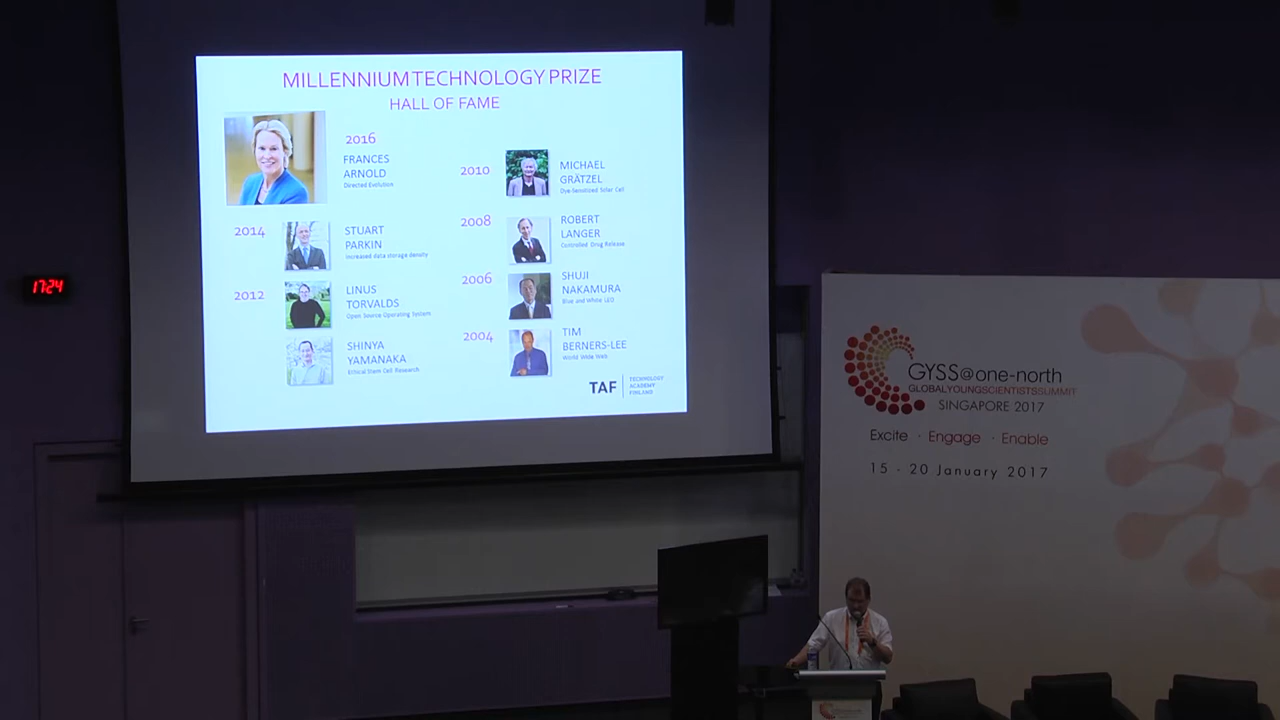 MILLENNIUM TECHNOLOGY PRIZE
HALL OF FAME
2016
FRANCES
ARNOLD
Directed Evolution
2014
STUART
PARKIN
Increased data storage density
2012
LINUS
TORVALDS
Open Source Operating System
SHINYA
YAMANAKA
Ethical Stem Cell Research
2010
MICHAEL
GRÄTZEL
Dye-Sensitized Solar Cell
2008
ROBERT
LANGER
Controlled Drug Release
2006
SHUJI
NAKAMURA
Blue and White LED
2004
TIM
BERNERS-LEE
World Wide Web
TAF
TECHNOLOGY
ACADEMY
FINLAND
17:24
GYSS@one-north
GLOBALYOUNGSCIENTISTSSUMMIT
SINGAPORE 2017
Excite · Engage · Enable
15 - 20 January 2017